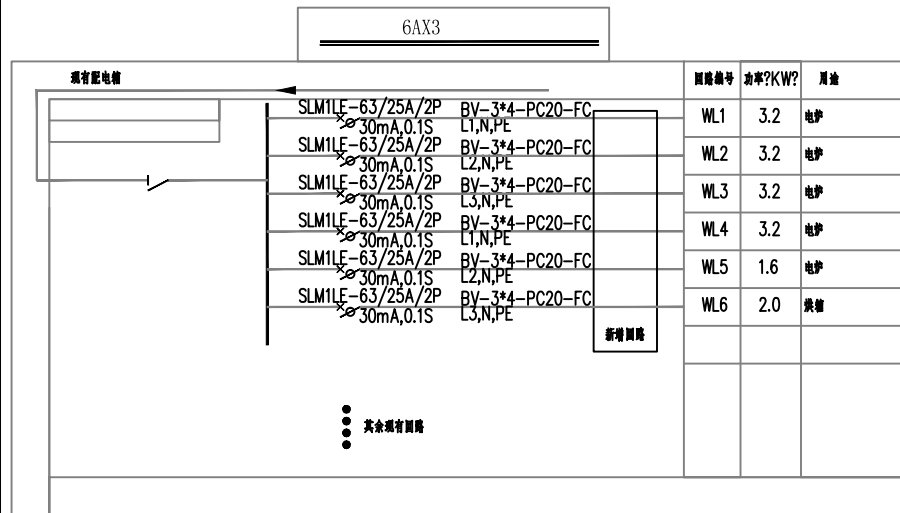 6AX3
现有配电箱
回路编号 功率?KW? 用途
SLM1LE-63/25A/2P BV-3*4-PC20-FC WL1 3.2 电炉
30mA,0.1S L1,N,PE
SLM1LE-63/25A/2P BV-3*4-PC20-FC WL2 3.2 电炉
30mA,0.1S L2,N,PE
SLM1LE-63/25A/2P BV-3*4-PC20-FC WL3 3.2 电炉
30mA,0.1S L3,N,PE
SLM1LE-63/25A/2P BV-3*4-PC20-FC WL4 3.2 电炉
30mA,0.1S L1,N,PE
SLM1LE-63/25A/2P BV-3*4-PC20-FC WL5 1.6 电炉
30mA,0.1S L2,N,PE
SLM1LE-63/25A/2P BV-3*4-PC20-FC WL6 2.0 烘箱
30mA,0.1S L3,N,PE
新增回路
其余现有回路